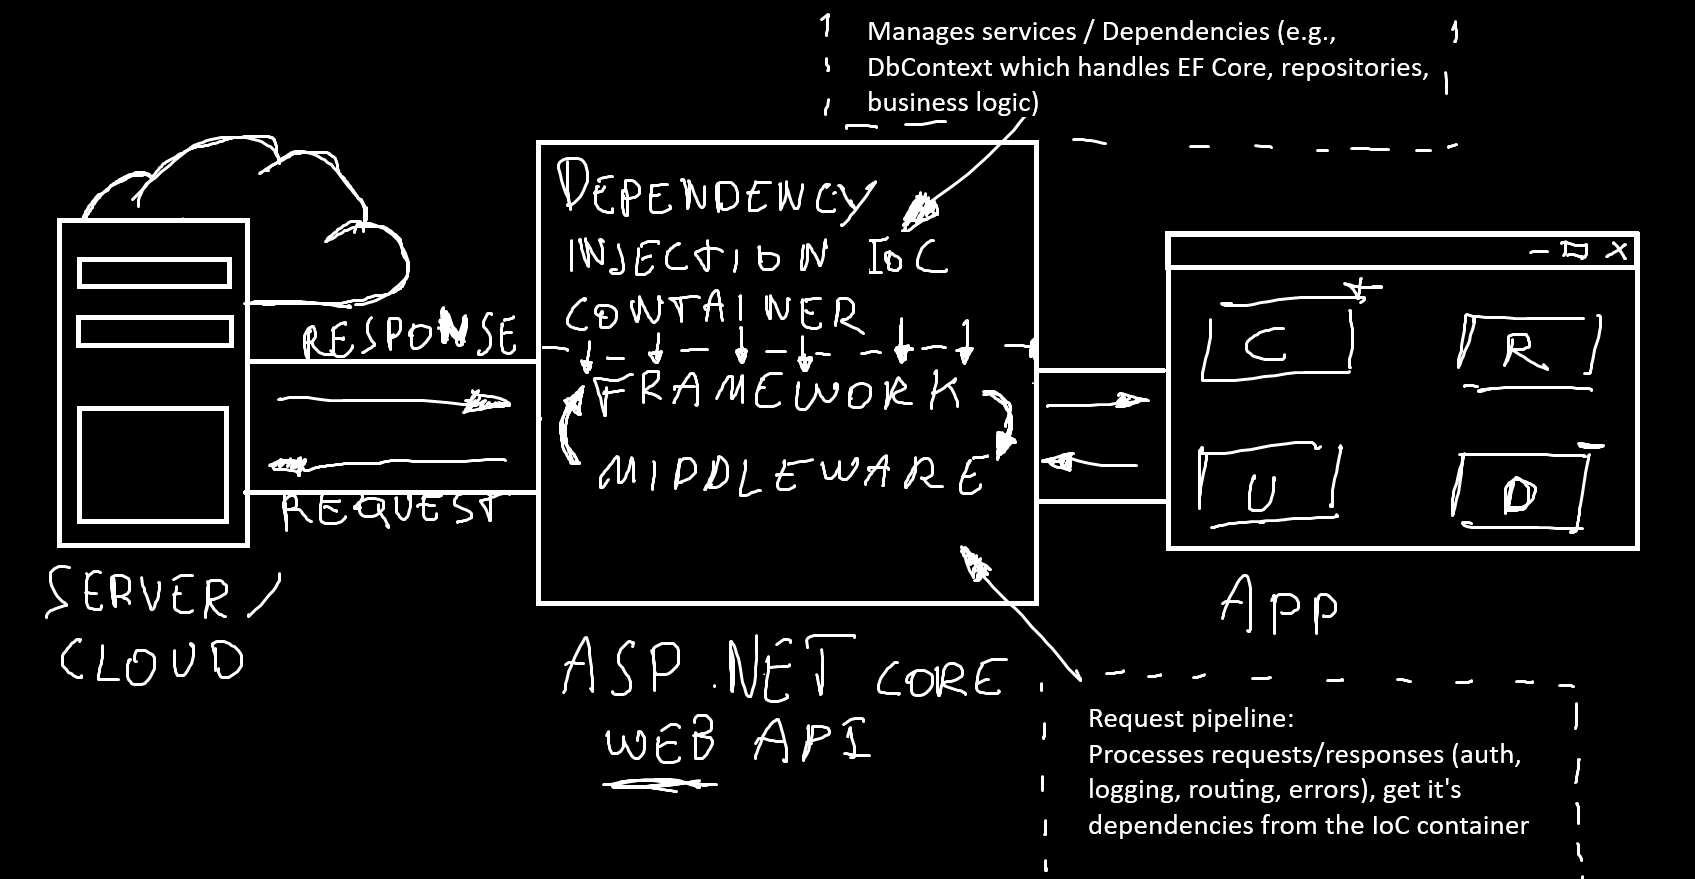 Manages services / Dependencies (e.g.,
DbContext which handles EF Core, repositories,
business logic)
DEPENDENCY
INJECTION IoC
CONTAINER
FRAMEWORK
MIDDLEWARE
RESPONSE
REQUEST
SERVER /
CLOUD
ASP.NET CORE
WEB API
C
R
U
D
APP
Request pipeline:
Processes requests/responses (auth,
logging, routing, errors), get it's
dependencies from the IoC container